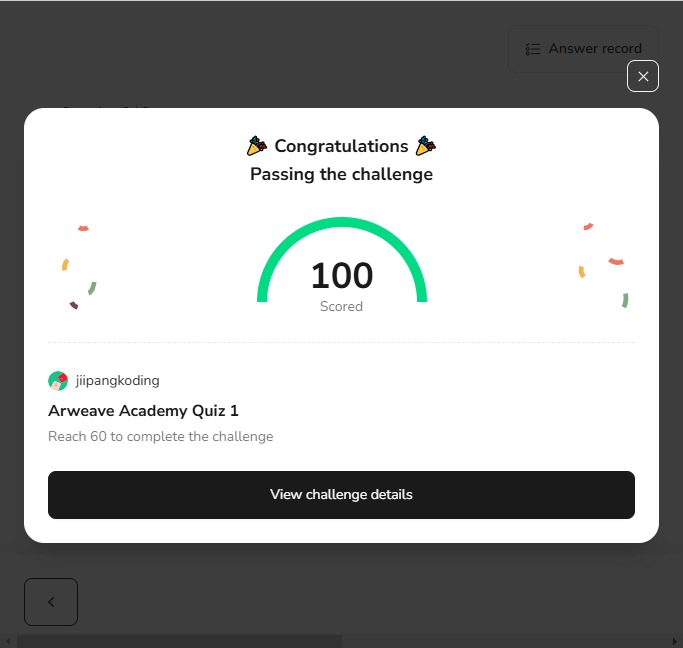 Answer record
Congratulations
Passing the challenge
100
Scored
jiipangkoding
Arweave Academy Quiz 1
Reach 60 to complete the challenge
View challenge details